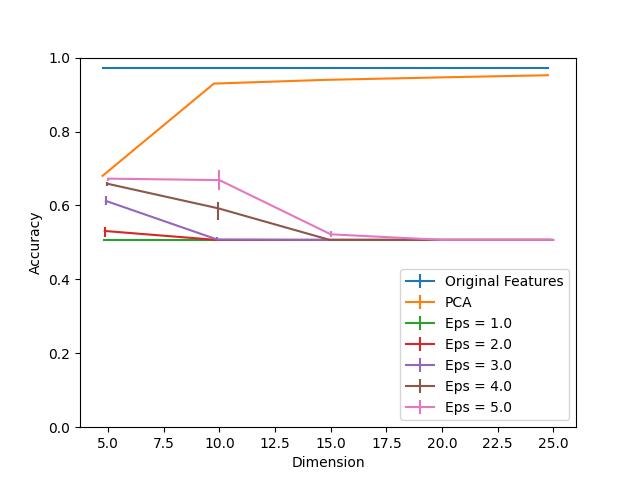 1.0
0.8
0.6
0.4
0.2
0.0
Accuracy
Original Features
PCA
Eps = 1.0
Eps = 2.0
Eps = 3.0
Eps = 4.0
Eps = 5.0
5.0 7.5 10.0 12.5 15.0 17.5 20.0 22.5 25.0
Dimension